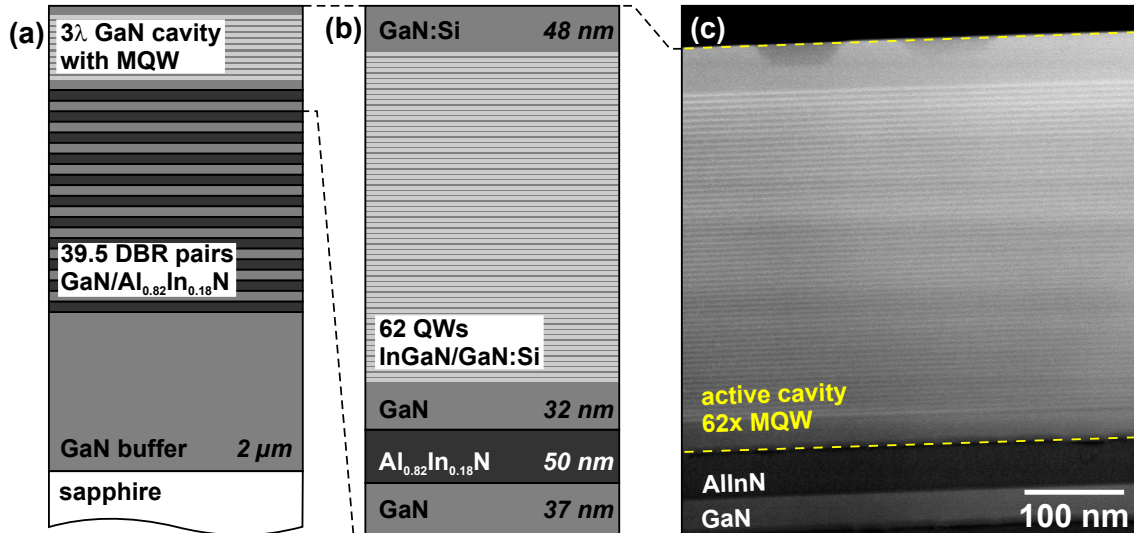 (a)
3λ GaN cavity
with MQW
39.5 DBR pairs
GaN/Al₀.₈₂In₀.₁₈N
GaN buffer 2 μm
sapphire
(b)
GaN:Si 48 nm
62 QWs
InGaN/GaN:Si
GaN 32 nm
Al₀.₈₂In₀.₁₈N 50 nm
GaN 37 nm
(c)
active cavity
62x MQW
AlInN
GaN
100 nm